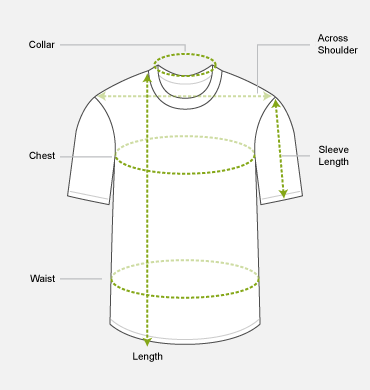 Collar
Across
Shoulder
Chest
Sleeve
Length
Waist
Length